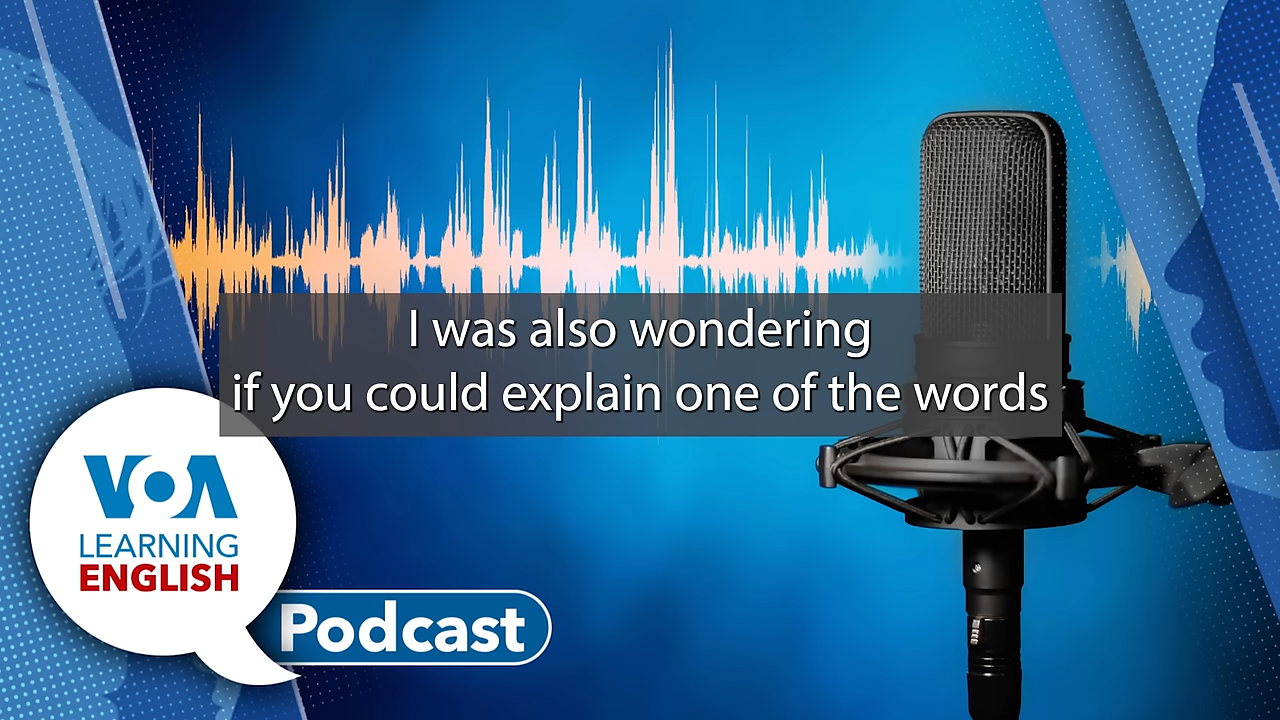 I was also wondering
if you could explain one of the words
VOA
LEARNING
ENGLISH
Podcast